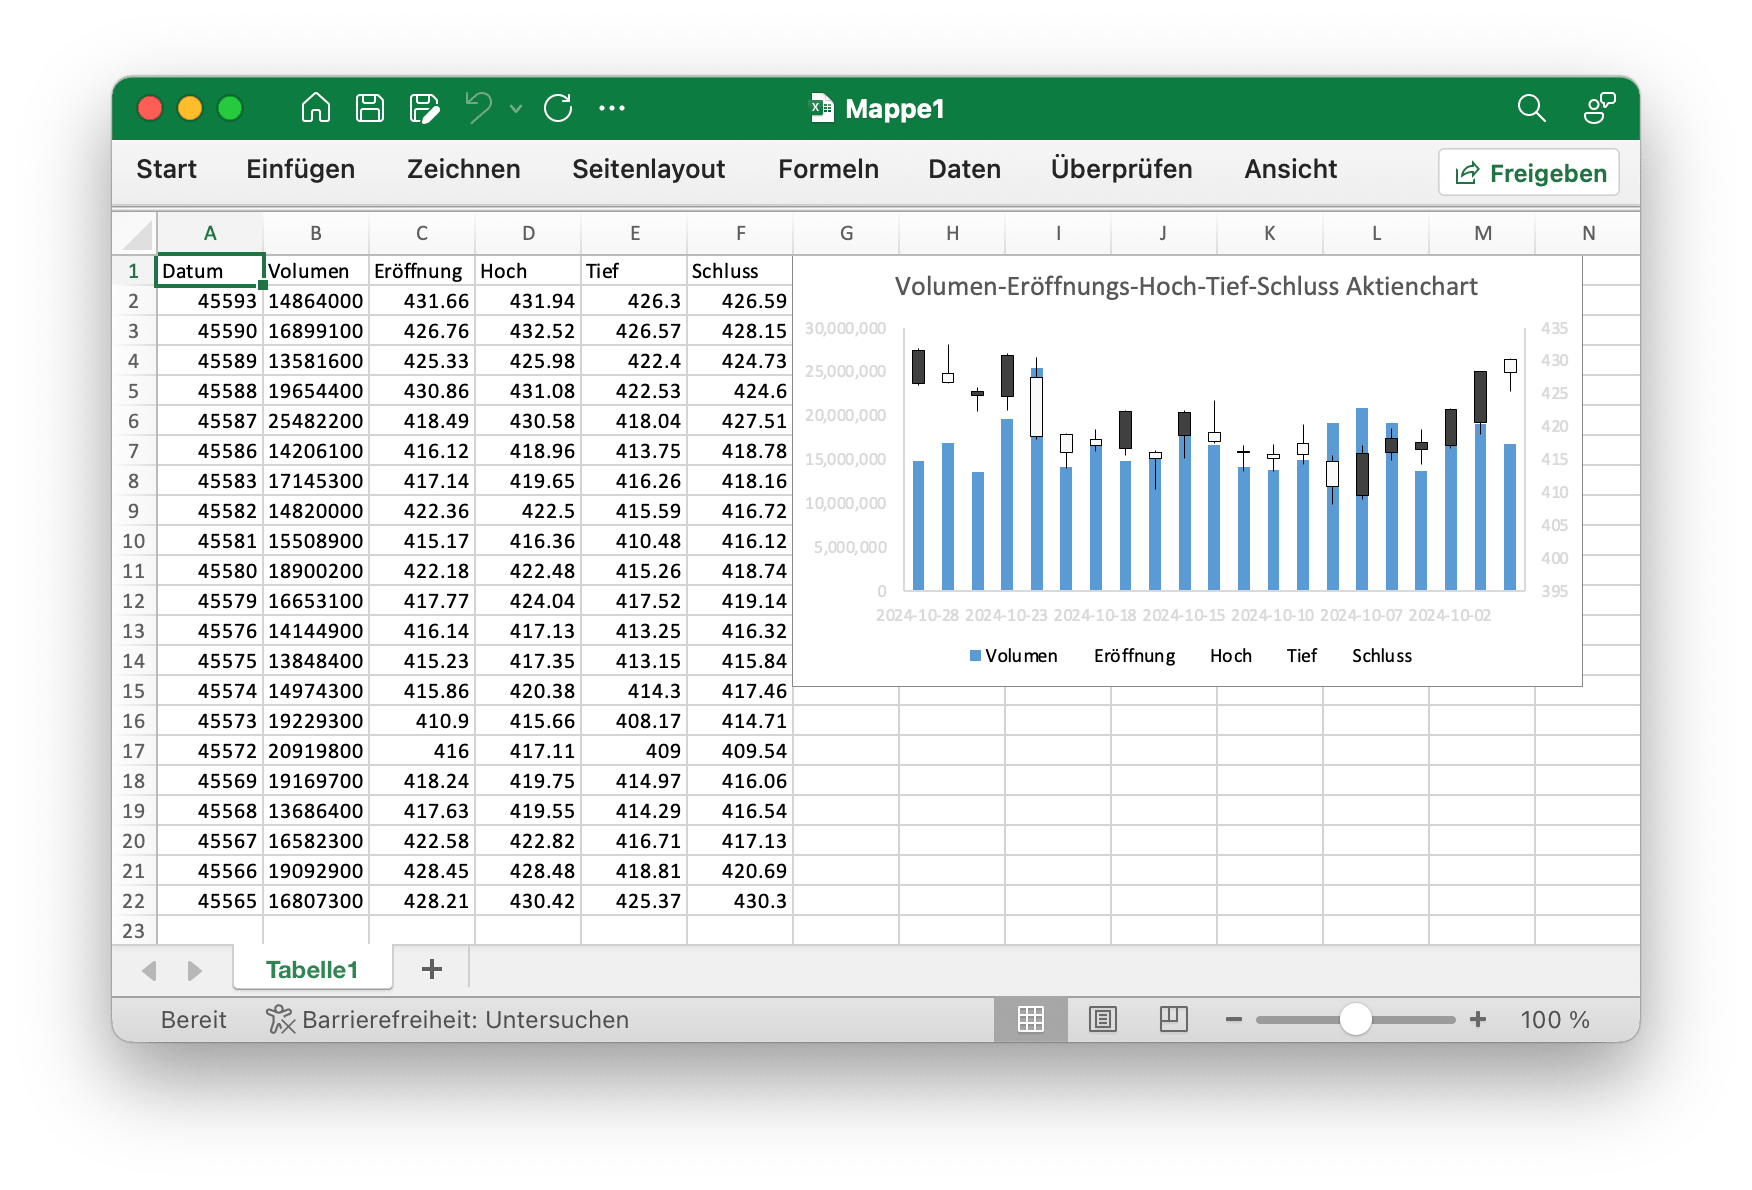 Mappe1
Start Einfügen Zeichnen Seitenlayout Formeln Daten Überprüfen Ansicht Freigeben
A B C D E F G H I J K L M N
1 Datum Volumen Eröffnung Hoch Tief Schluss
2 45593 14864000 431.66 431.94 426.3 426.59
3 45590 16899100 426.76 432.52 426.57 428.15
4 45589 13581600 425.33 425.98 422.4 424.73
5 45588 19654400 430.86 431.08 422.53 424.6
6 45587 25482200 418.49 430.58 418.04 427.51
7 45586 14206100 416.12 418.96 413.75 418.78
8 45583 17145300 417.14 419.65 416.26 418.16
9 45582 14820000 422.36 422.5 415.59 416.72
10 45581 15508900 415.17 416.36 410.48 416.12
11 45580 18900200 422.18 422.48 415.26 418.74
12 45579 16653100 417.77 424.04 417.52 419.14
13 45576 14144900 416.14 417.13 413.25 416.32
14 45575 13848400 415.23 417.35 413.15 415.84
15 45574 14974300 415.86 420.38 414.3 417.46
16 45573 19229300 410.9 415.66 408.17 414.71
17 45572 20919800 416 417.11 409 409.54
18 45569 19169700 418.24 419.75 414.97 416.06
19 45568 13686400 417.63 419.55 414.29 416.54
20 45567 16582300 422.58 422.82 416.71 417.13
21 45566 19092900 428.45 428.48 418.81 420.69
22 45565 16807300 428.21 430.42 425.37 430.3
23
Volumen-Eröffnungs-Hoch-Tief-Schluss Aktienchart
30,000,000
25,000,000
20,000,000
15,000,000
10,000,000
5,000,000
0
435
430
425
420
415
410
405
400
395
2024-10-28 2024-10-23 2024-10-18 2024-10-15 2024-10-10 2024-10-07 2024-10-02
Volumen Eröffnung Hoch Tief Schluss
Tabelle1
Bereit Barrierefreiheit: Untersuchen 100 %